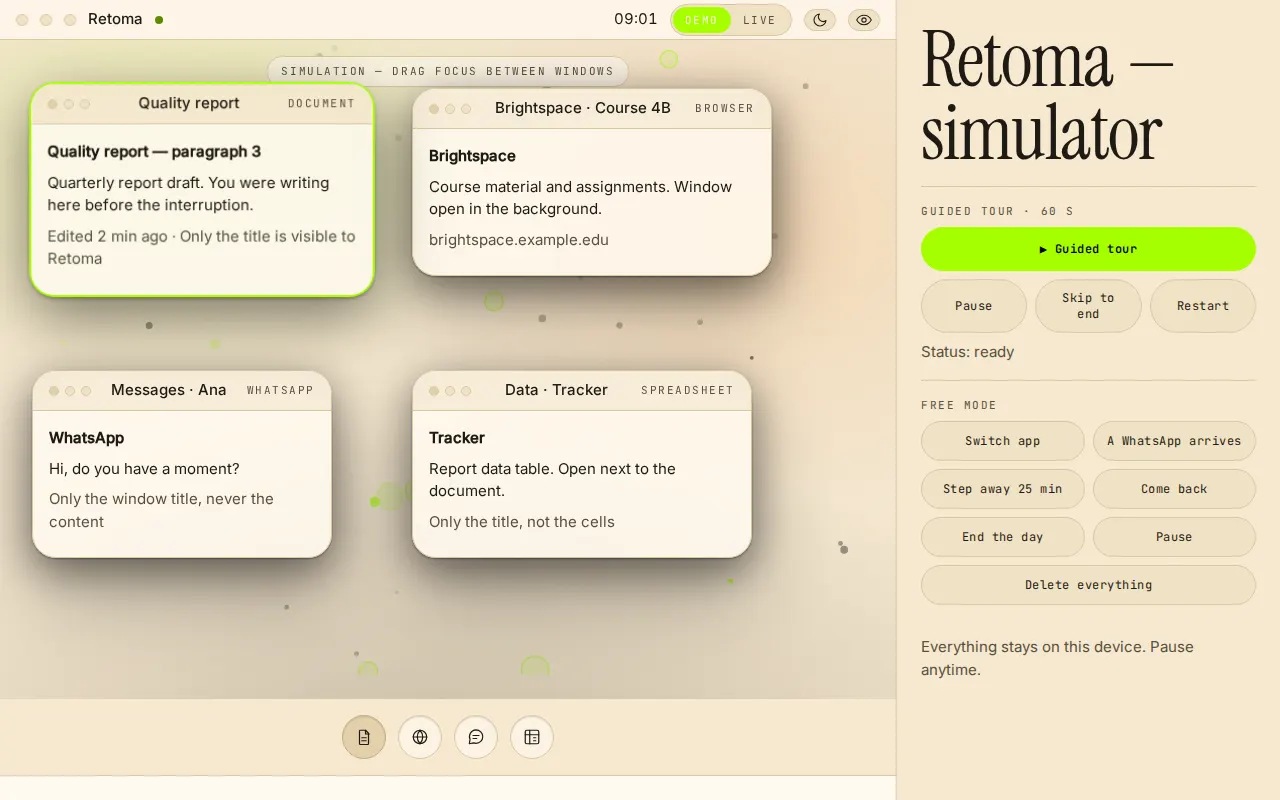 Retoma
09:01
DEMO
LIVE
SIMULATION — DRAG FOCUS BETWEEN WINDOWS
Quality report
DOCUMENT
Quality report — paragraph 3
Quarterly report draft. You were writing
here before the interruption.
Edited 2 min ago · Only the title is visible to
Retoma
Brightspace · Course 4B
BROWSER
Brightspace
Course material and assignments. Window
open in the background.
brightspace.example.edu
Messages · Ana
WHATSAPP
WhatsApp
Hi, do you have a moment?
Only the window title, never the
content
Data · Tracker
SPREADSHEET
Tracker
Report data table. Open next to the
document.
Only the title, not the cells
Retoma —
simulator
GUIDED TOUR · 60 S
▶ Guided tour
Pause
Skip to
end
Restart
Status: ready
FREE MODE
Switch app
A WhatsApp arrives
Step away 25 min
Come back
End the day
Pause
Delete everything
Everything stays on this device. Pause
anytime.